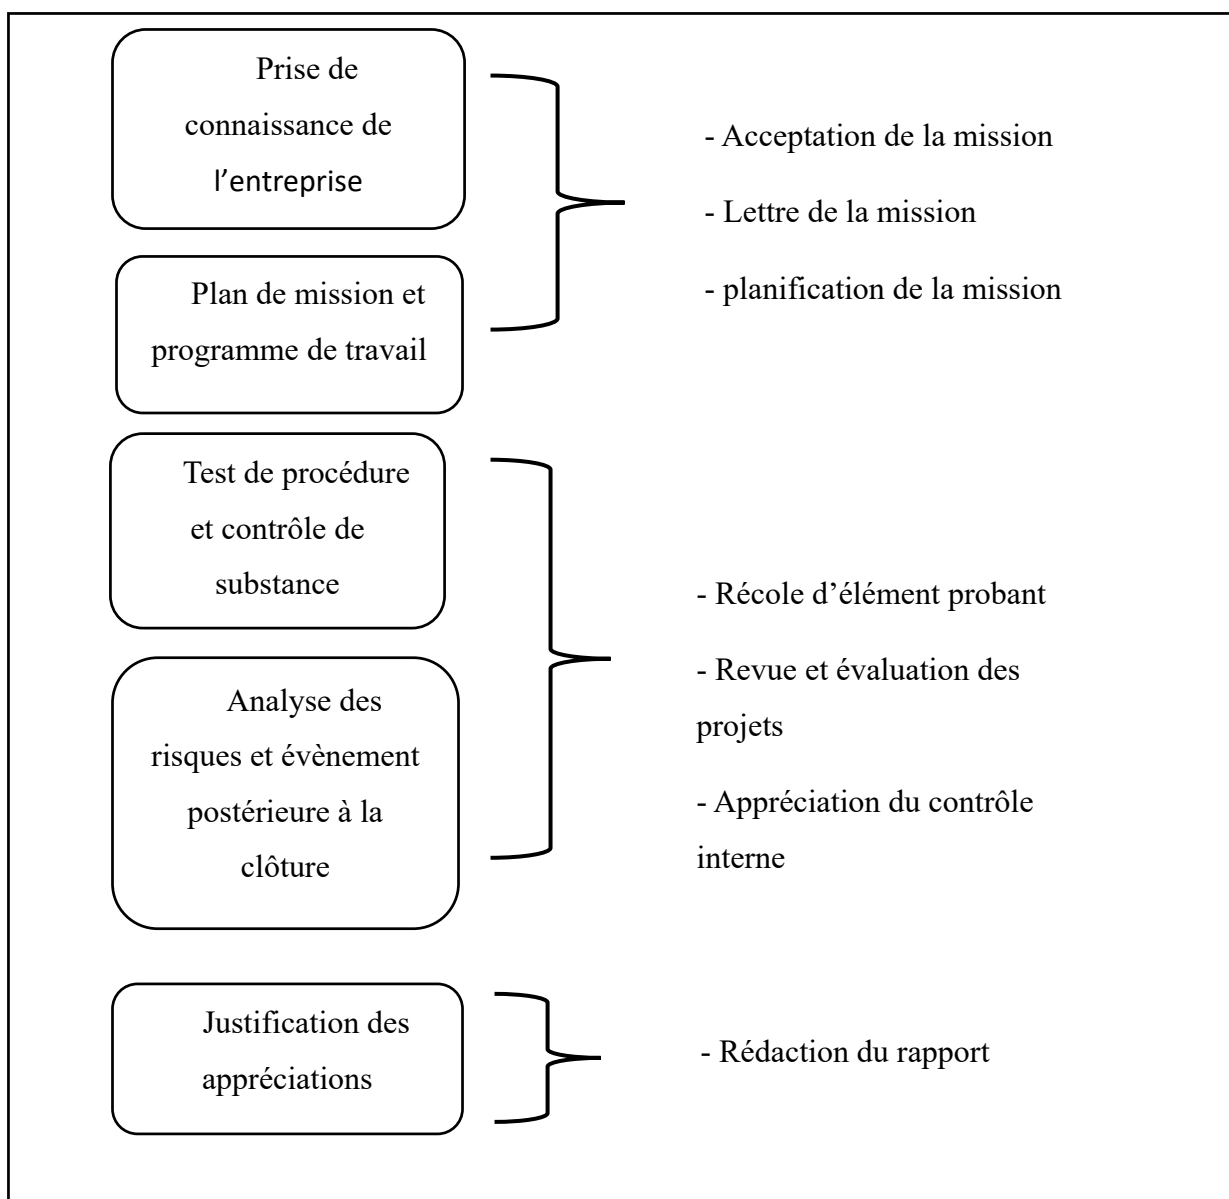 Prise de
connaissance de
l’entreprise
- Acceptation de la mission
- Lettre de la mission
- planification de la mission
Plan de mission et
programme de travail
Test de procédure
et contrôle de
substance
- Récole d’élément probant
- Revue et évaluation des
projets
- Appréciation du contrôle
interne
Analyse des
risques et évènement
postérieure à la
clôture
Justification des
appréciations
- Rédaction du rapport